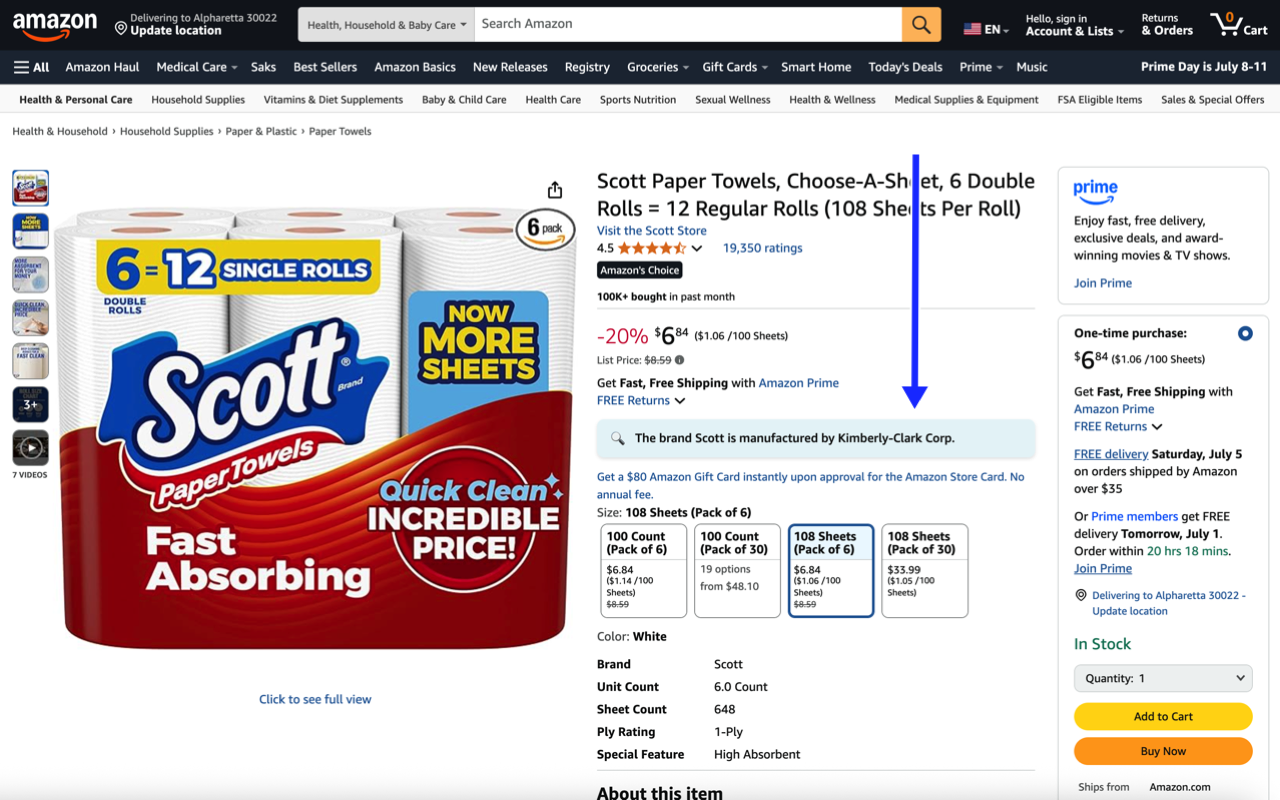 amazon
Delivering to Alpharetta 30022
Update location
Health, Household & Baby Care
Search Amazon
EN
Hello, sign in
Account & Lists
Returns
& Orders
0
Cart
All
Amazon Haul
Medical Care
Saks
Best Sellers
Amazon Basics
New Releases
Registry
Groceries
Gift Cards
Smart Home
Today's Deals
Prime
Music
Prime Day is July 8-11
Health & Personal Care
Household Supplies
Vitamins & Diet Supplements
Baby & Child Care
Health Care
Sports Nutrition
Sexual Wellness
Health & Wellness
Medical Supplies & Equipment
FSA Eligible Items
Sales & Special Offers
Health & Household › Household Supplies › Paper & Plastic › Paper Towels
3+
7 VIDEOS
6 pack
6=12 SINGLE ROLLS
DOUBLE
ROLLS
NOW
MORE
SHEETS
Scott®
Brand
Paper Towels
Quick Clean
INCREDIBLE
PRICE!
Fast
Absorbing
Click to see full view
Scott Paper Towels, Choose-A-Sheet, 6 Double
Rolls = 12 Regular Rolls (108 Sheets Per Roll)
Visit the Scott Store
4.5
19,350 ratings
Amazon's Choice
100K+ bought in past month
-20% $6 84 ($1.06 /100 Sheets)
List Price: $8.59
Get Fast, Free Shipping with Amazon Prime
FREE Returns
The brand Scott is manufactured by Kimberly-Clark Corp.
Get a $80 Amazon Gift Card instantly upon approval for the Amazon Store Card. No
annual fee.
Size: 108 Sheets (Pack of 6)
100 Count
(Pack of 6)
$6.84
($1.14 /100
Sheets)
$8.59
100 Count
(Pack of 30)
19 options
from $48.10
108 Sheets
(Pack of 6)
$6.84
($1.06 /100
Sheets)
$8.59
108 Sheets
(Pack of 30)
$33.99
($1.05 /100
Sheets)
Color: White
Brand Scott
Unit Count 6.0 Count
Sheet Count 648
Ply Rating 1-Ply
Special Feature High Absorbent
About this item
prime
Enjoy fast, free delivery,
exclusive deals, and award-
winning movies & TV shows.
Join Prime
One-time purchase:
$6 84 ($1.06 /100 Sheets)
Get Fast, Free Shipping with
Amazon Prime
FREE Returns
FREE delivery Saturday, July 5
on orders shipped by Amazon
over $35
Or Prime members get FREE
delivery Tomorrow, July 1.
Order within 20 hrs 18 mins.
Join Prime
Delivering to Alpharetta 30022 -
Update location
In Stock
Quantity: 1
Add to Cart
Buy Now
Ships from Amazon.com